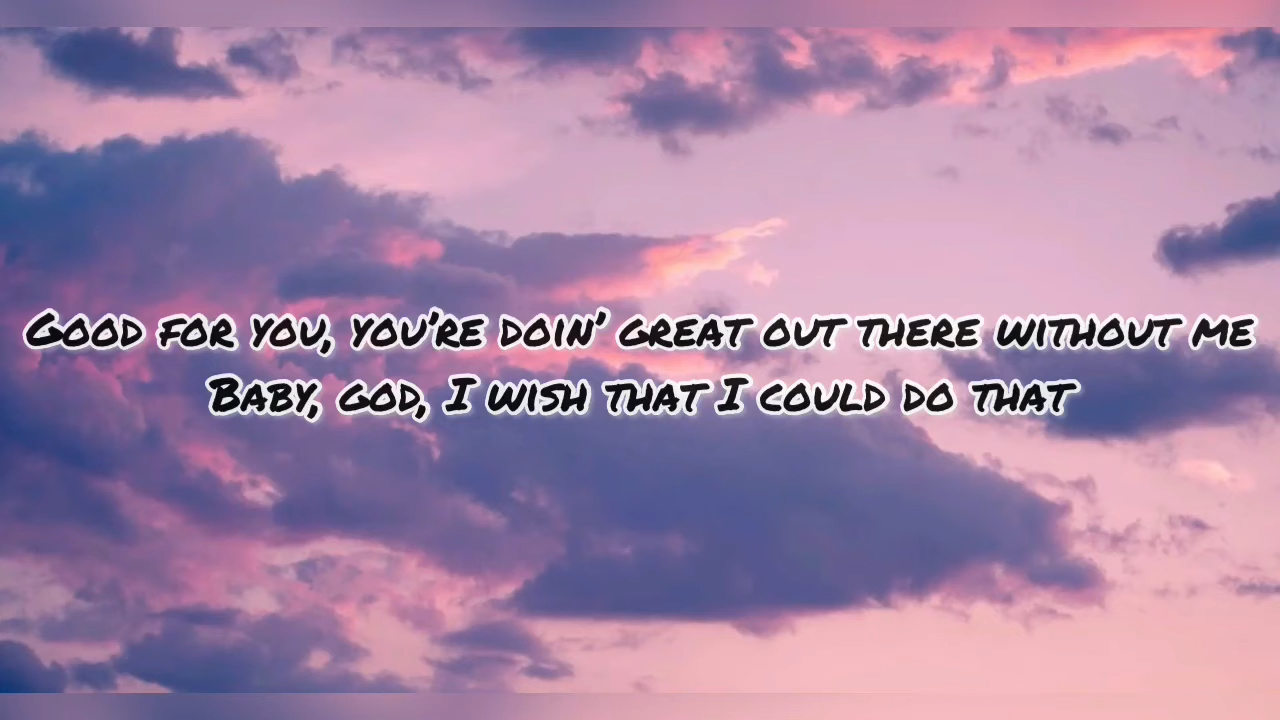 Good for you, you're doin' great out there without me
Baby, god, I wish that I could do that